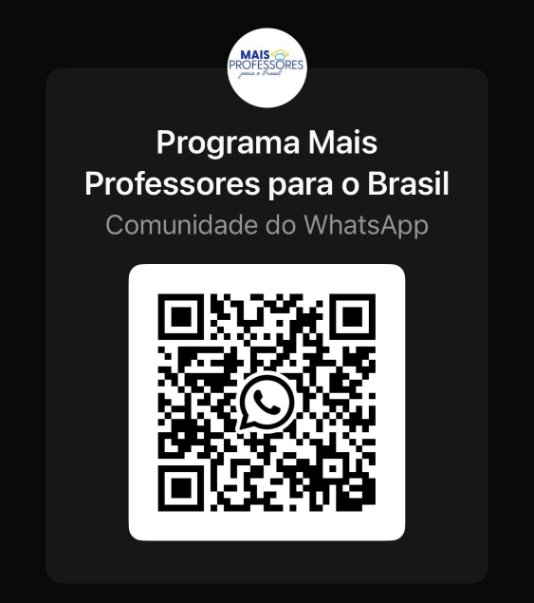 MAIS
PROFESSORES
para o Brasil
Programa Mais
Professores para o Brasil
Comunidade do WhatsApp